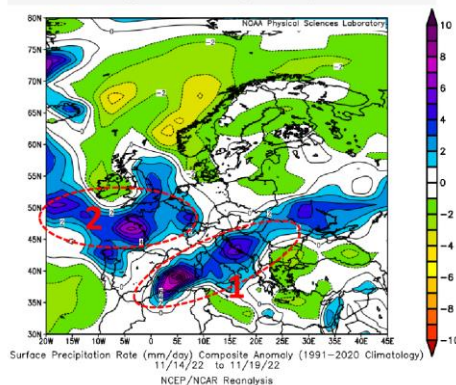 NOAA Physical Sciences Laboratory
80N
75N
70N
65N
60N
55N
50N
45N
40N
35N
30N
20W 15W 10W 5W 0 5E 10E 15E 20E 25E 30E 35E 40E 45E
2
1
10
8
6
4
2
0
-2
-4
-6
-8
-10
Surface Precipitation Rate (mm/day) Composite Anomaly (1991-2020 Climatology)
11/14/22 to 11/19/22
NCEP/NCAR Reanalysis